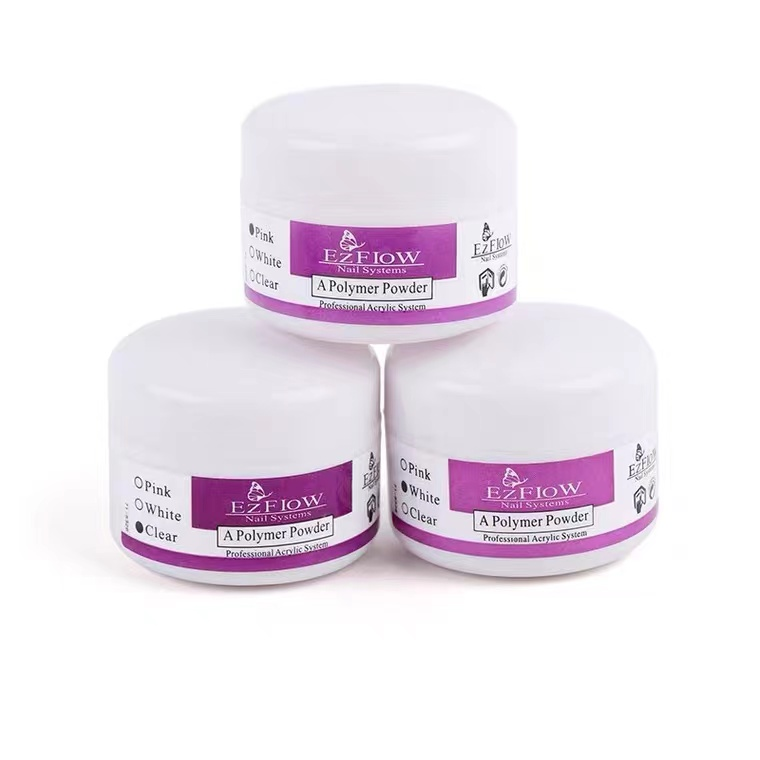 Pink
White
Clear
EzFlow
Nail Systems
A Polymer Powder
Professional Acrylic System
EzFlow
Nail Systems
Pink
White
Clear
EzFlow
Nail Systems
A Polymer Powder
Professional Acrylic System
Pink
White
Clear
EzFlow
Nail Systems
A Polymer Powder
Professional Acrylic System
EzFlow